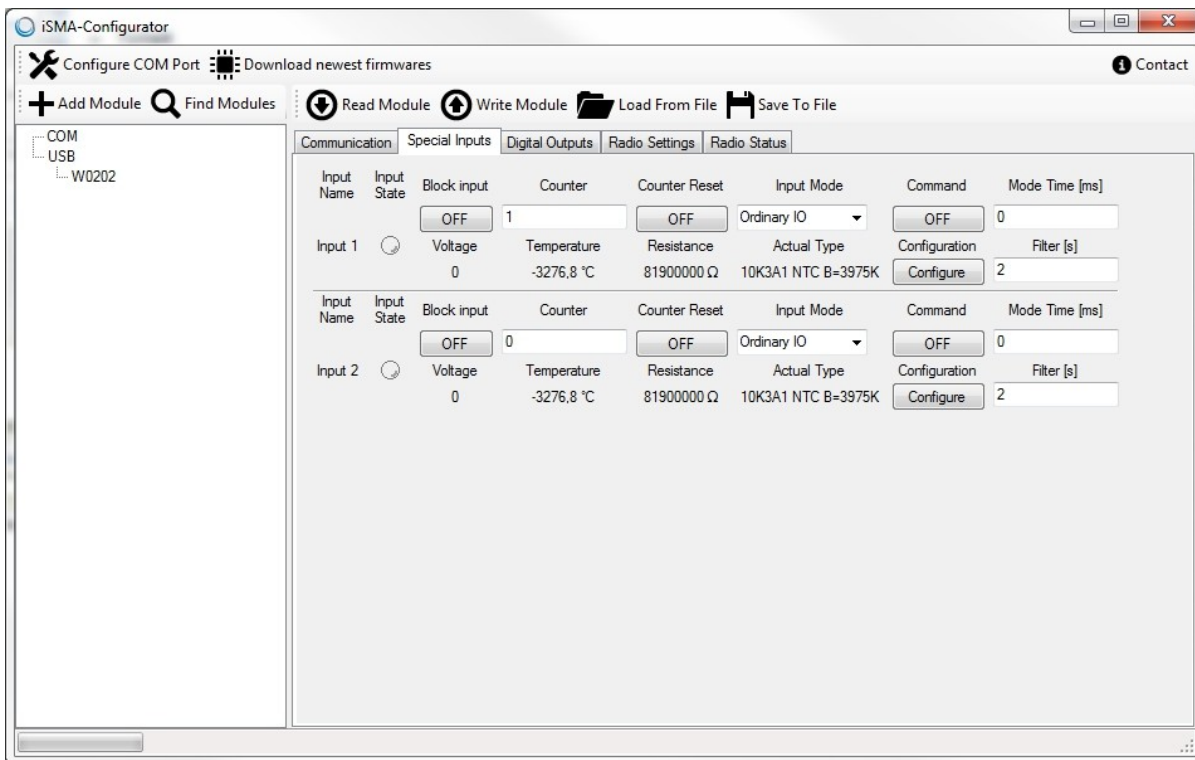 iSMA-Configurator
Configure COM Port Download newest firmwares Contact
Add Module Find Modules Read Module Write Module Load From File Save To File
COM
USB
W0202
Communication Special Inputs Digital Outputs Radio Settings Radio Status
Input Name Input State Block input Counter Counter Reset Input Mode Command Mode Time [ms]
OFF 1 OFF Ordinary IO OFF 0
Input 1 Voltage Temperature Resistance Actual Type Configuration Filter [s]
0 -3276,8 °C 81900000 Ω 10K3A1 NTC B=3975K Configure 2
Input Name Input State Block input Counter Counter Reset Input Mode Command Mode Time [ms]
OFF 0 OFF Ordinary IO OFF 0
Input 2 Voltage Temperature Resistance Actual Type Configuration Filter [s]
0 -3276,8 °C 81900000 Ω 10K3A1 NTC B=3975K Configure 2